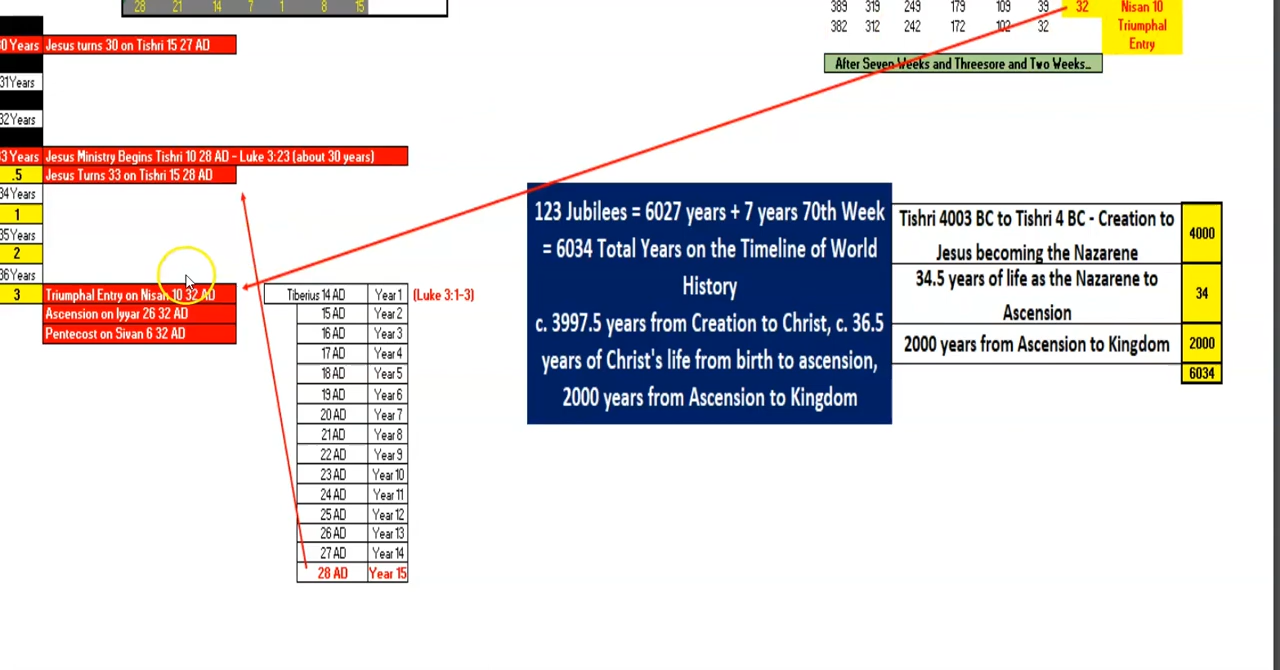 28 21 14 7 1 8 15
389 319 249 179 109 39 32 Nisan 10
382 312 242 172 102 32 Triumphal
Entry
After Seven Weeks and Threesore and Two Weeks...
0 Years Jesus turns 30 on Tishri 15 27 AD
31 Years
32 Years
33 Years Jesus Ministry Begins Tishri 10 28 AD - Luke 3:23 (about 30 years)
.5 Jesus Turns 33 on Tishri 15 28 AD
34 Years
1
35 Years
2
36 Years
3 Triumphal Entry on Nisan 10 32 AD
Ascension on Iyyar 26 32 AD
Pentecost on Sivan 6 32 AD
Tiberius 14 AD Year 1 (Luke 3:1-3)
15 AD Year 2
16 AD Year 3
17 AD Year 4
18 AD Year 5
19 AD Year 6
20 AD Year 7
21 AD Year 8
22 AD Year 9
23 AD Year 10
24 AD Year 11
25 AD Year 12
26 AD Year 13
27 AD Year 14
28 AD Year 15
123 Jubilees = 6027 years + 7 years 70th Week
= 6034 Total Years on the Timeline of World
History
c. 3997.5 years from Creation to Christ, c. 36.5
years of Christ's life from birth to ascension,
2000 years from Ascension to Kingdom
Tishri 4003 BC to Tishri 4 BC - Creation to
Jesus becoming the Nazarene
4000
34.5 years of life as the Nazarene to
Ascension
34
2000 years from Ascension to Kingdom 2000
6034